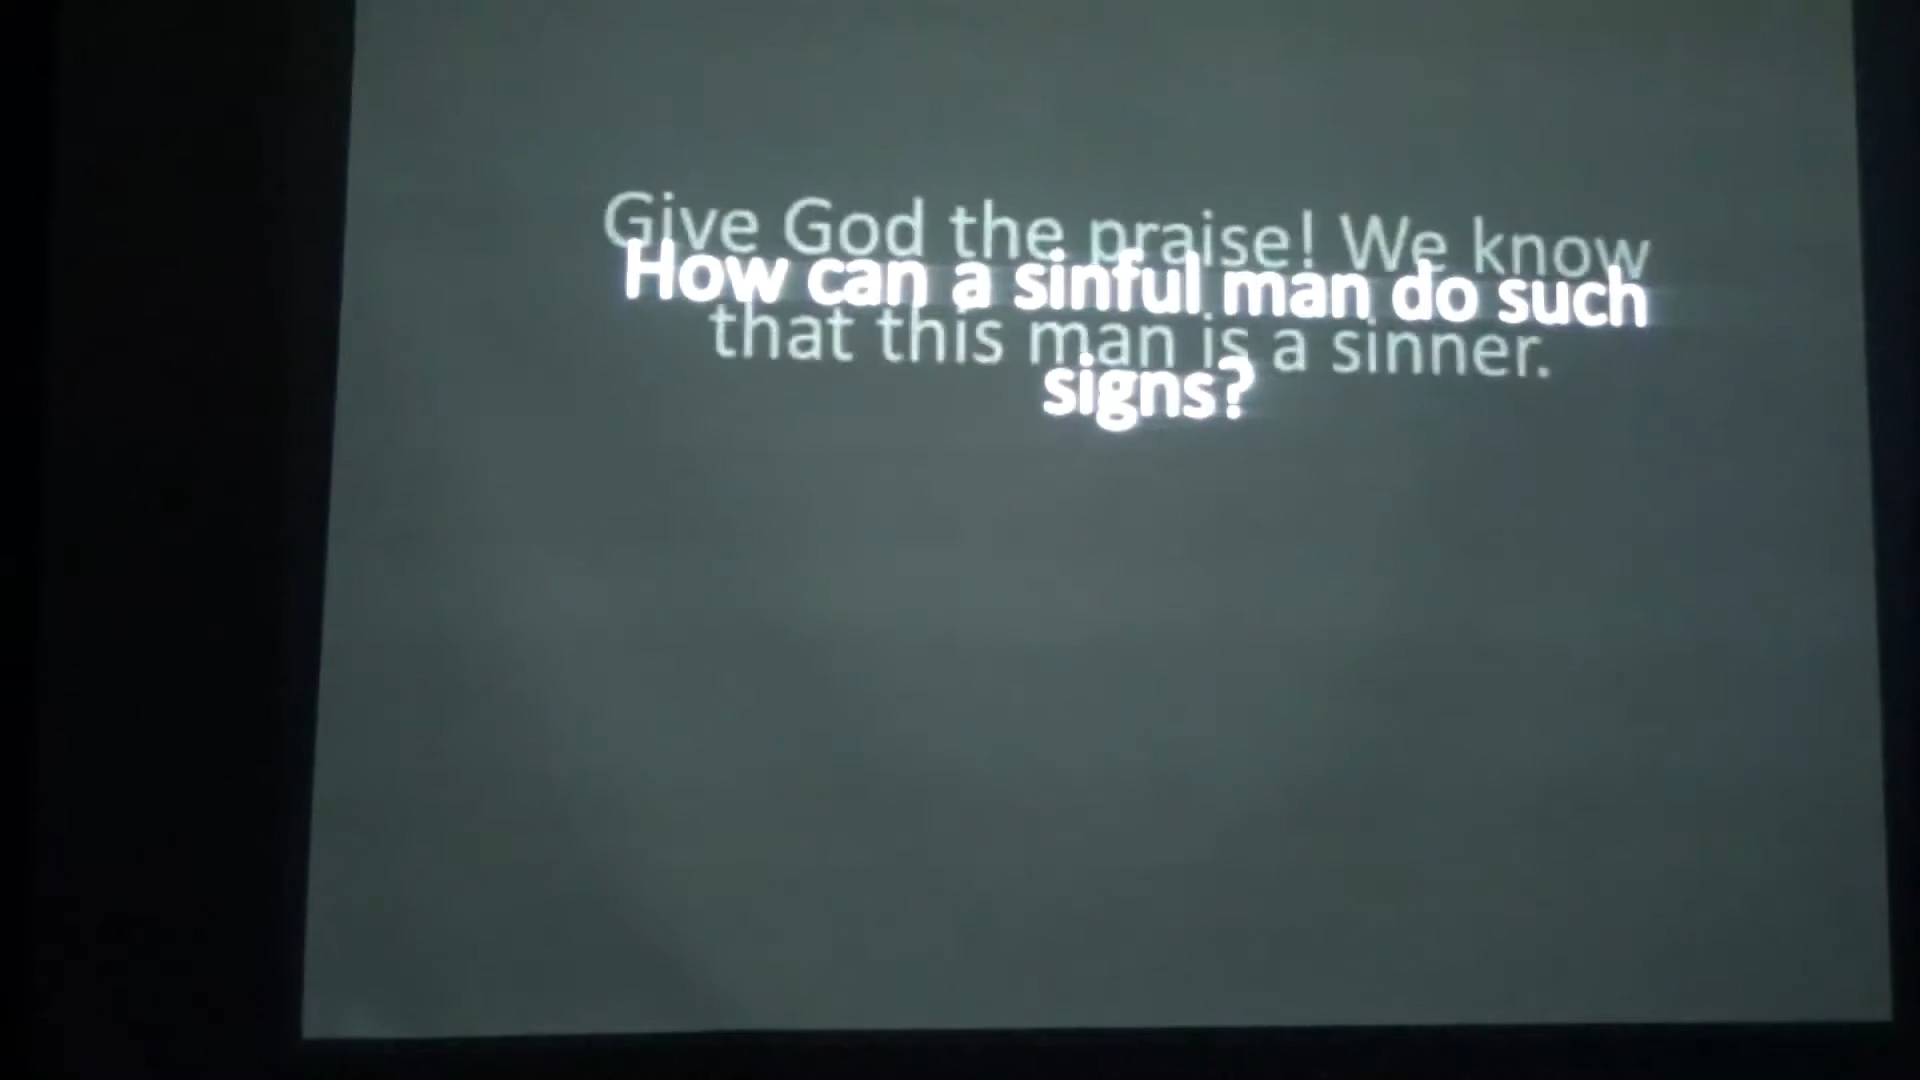 Give God the praise! We know
How can a sinful man do such
that this man is a sinner.
signs?